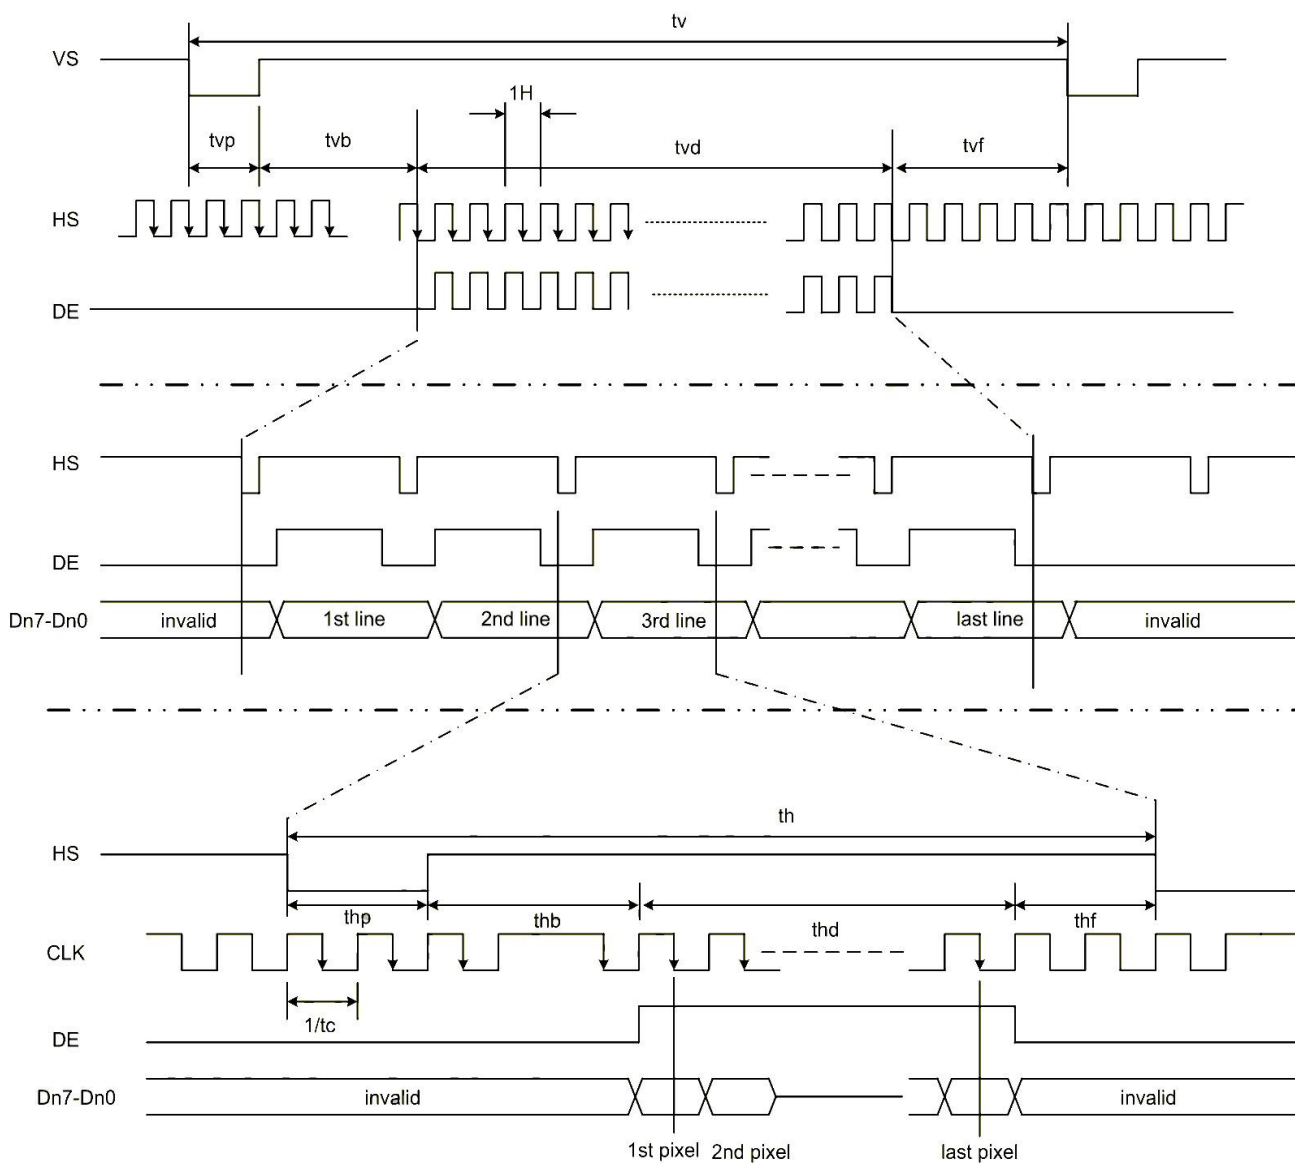 tv
VS
1H
tvp
tvb
tvd
tvf
HS
DE
HS
DE
Dn7-Dn0
invalid
1st line
2nd line
3rd line
last line
invalid
th
HS
thp
thb
thd
thf
CLK
1/tc
DE
Dn7-Dn0
invalid
invalid
1st pixel
2nd pixel
last pixel